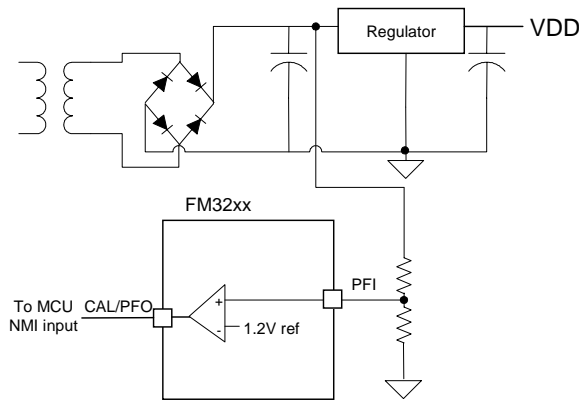 Regulator
VDD
FM32xx
To MCU
NMI input
CAL/PFO
+
-
1.2V ref
PFI